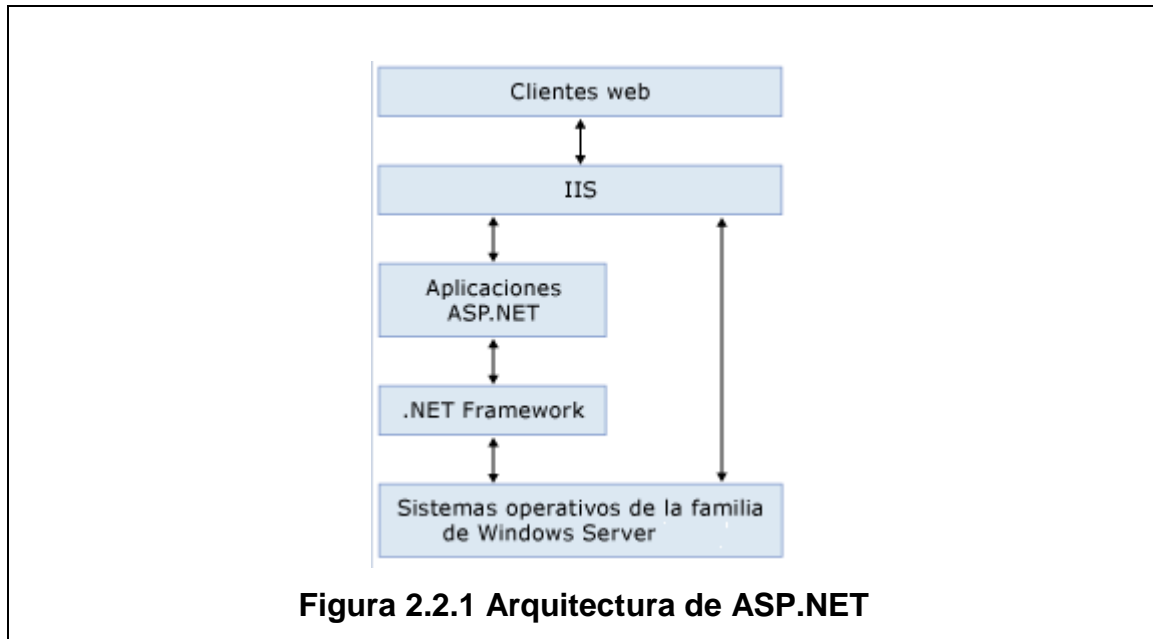 Clientes web
IIS
Aplicaciones
ASP.NET
.NET Framework
Sistemas operativos de la familia
de Windows Server
Figura 2.2.1 Arquitectura de ASP.NET